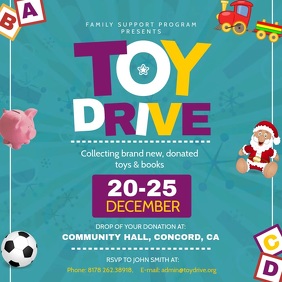 B
A
FAMILY SUPPORT PROGRAM
PRESENTS
TOY
DRIVE
Collecting brand new, donated
toys & books
20-25
DECEMBER
DROP OF YOUR DONATION AT:
COMMUNITY HALL, CONCORD, CA
RSVP TO JOHN SMITH AT:
Phone: 8178 262.38918. E-mail: admin@toydrive.org
C
D